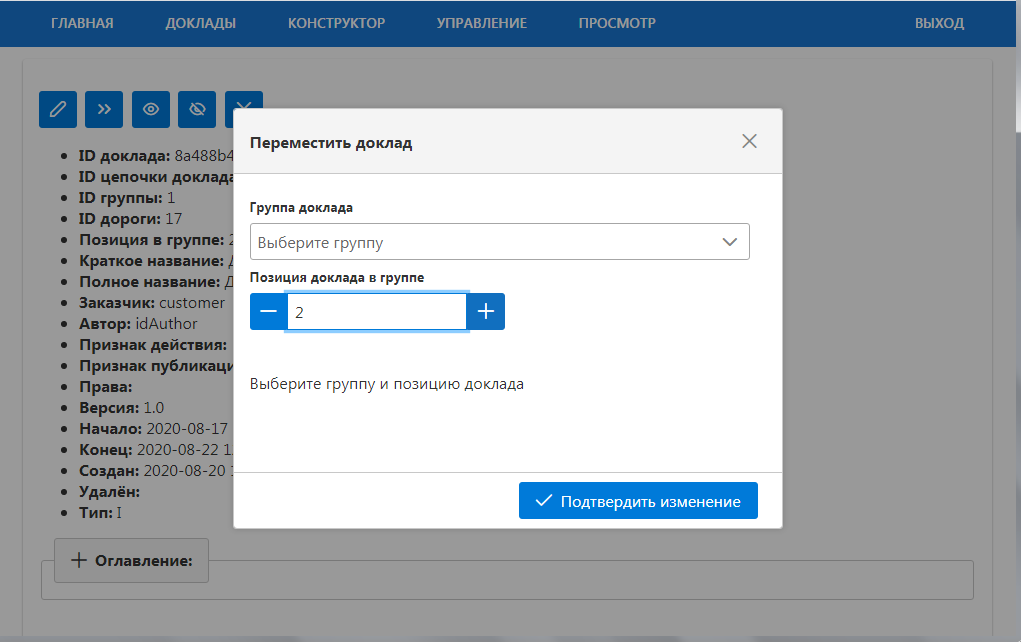 ГЛАВНАЯ ДОКЛАДЫ КОНСТРУКТОР УПРАВЛЕНИЕ ПРОСМОТР ВЫХОД
Переместить доклад
Группа доклада
Выберите группу
Позиция доклада в группе
2
Выберите группу и позицию доклада
Подтвердить изменение
ID доклада: 8a488b4
ID цепочки доклада
ID группы: 1
ID дороги: 17
Позиция в группе: 2
Краткое название:
Полное название:
Заказчик: customer
Автор: idAuthor
Признак действия:
Признак публикаци
Права:
Версия: 1.0
Начало: 2020-08-17
Конец: 2020-08-22 1
Создан: 2020-08-20
Удалён:
Тип: I
Оглавление: